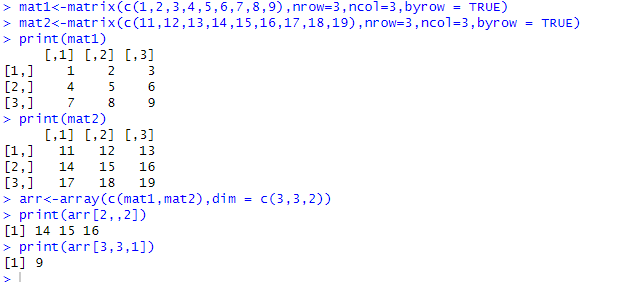 > mat1<-matrix(c(1,2,3,4,5,6,7,8,9),nrow=3,ncol=3,byrow = TRUE)
> mat2<-matrix(c(11,12,13,14,15,16,17,18,19),nrow=3,ncol=3,byrow = TRUE)
> print(mat1)
     [,1] [,2] [,3]
[1,]    1    2    3
[2,]    4    5    6
[3,]    7    8    9
> print(mat2)
     [,1] [,2] [,3]
[1,]   11   12   13
[2,]   14   15   16
[3,]   17   18   19
> arr<-array(c(mat1,mat2),dim = c(3,3,2))
> print(arr[2,,2])
[1] 14 15 16
> print(arr[3,3,1])
[1] 9
>